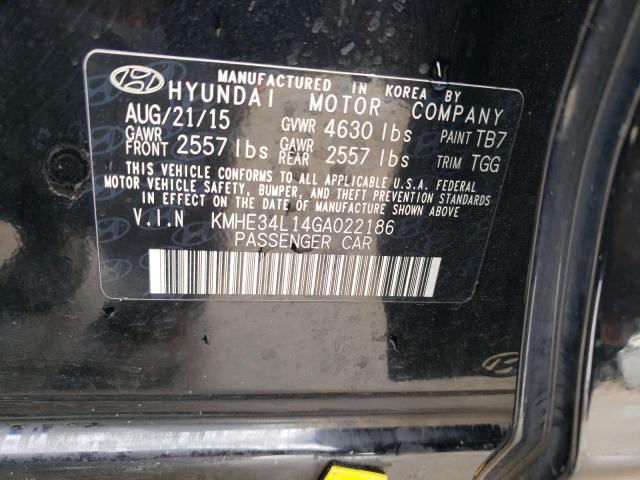 MANUFACTURED IN KOREA BY
HYUNDAI MOTOR COMPANY
AUG/21/15 GVWR 4630 lbs PAINT TB7
GAWR FRONT 2557 lbs GAWR REAR 2557 lbs TRIM TGG
THIS VEHICLE CONFORMS TO ALL APPLICABLE U.S.A. FEDERAL
MOTOR VEHICLE SAFETY, BUMPER, AND THEFT PREVENTION STANDARDS
IN EFFECT ON THE DATE OF MANUFACTURE SHOWN ABOVE.
V.I.N KMHE34L14GA022186
PASSENGER CAR